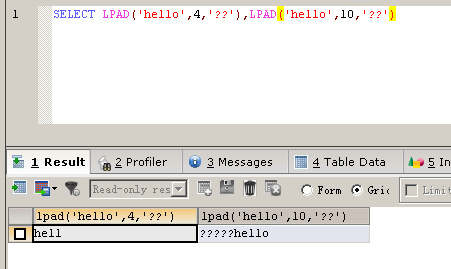 1 SELECT LPAD('hello',4,'??'),LPAD('hello',10,'??')
1 Result 2 Profiler 3 Messages 4 Table Data 5 In
Read-only res Form Gric Limit
lpad('hello',4,'??') lpad('hello',10,'??')
hell ?????hello